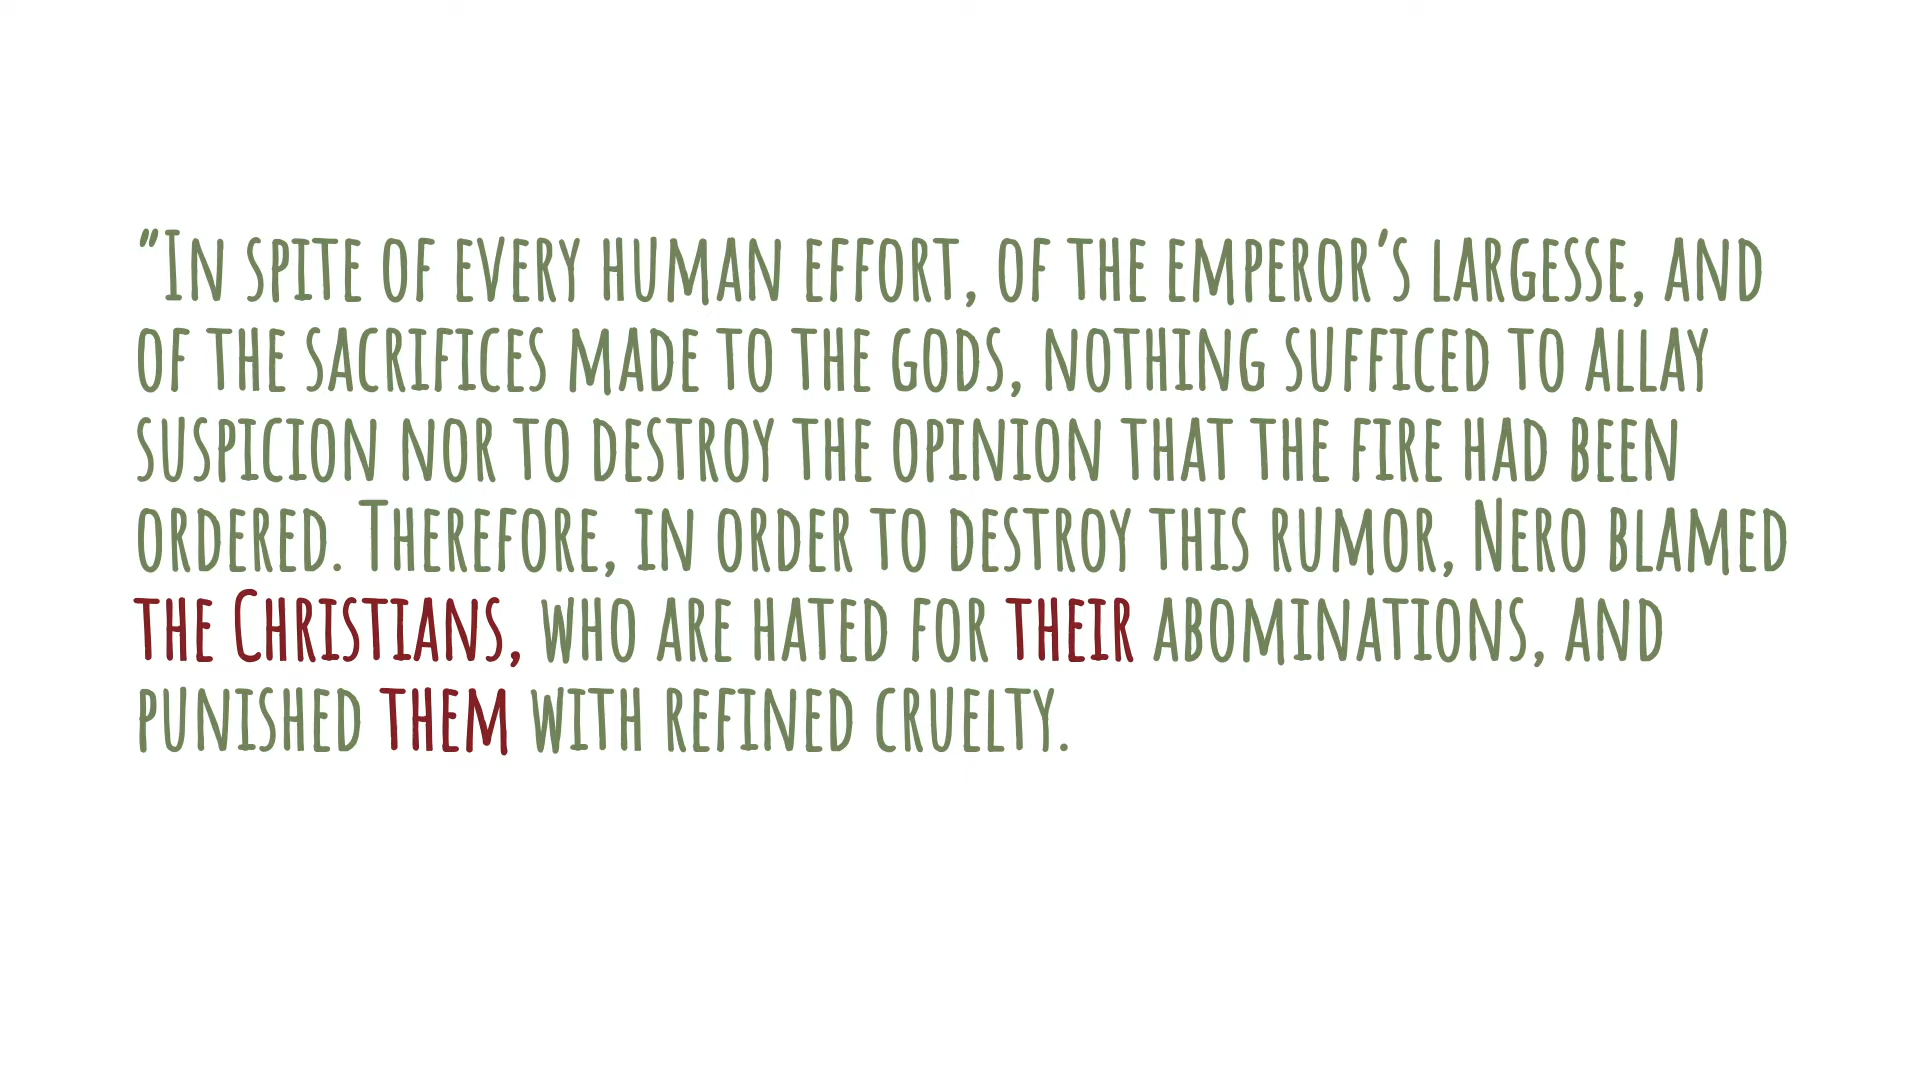 “In spite of every human effort, of the emperor’s largesse, and
of the sacrifices made to the gods, nothing sufficed to allay
suspicion nor to destroy the opinion that the fire had been
ordered. Therefore, in order to destroy this rumor, Nero blamed
the Christians, who are hated for their abominations, and
punished them with refined cruelty.